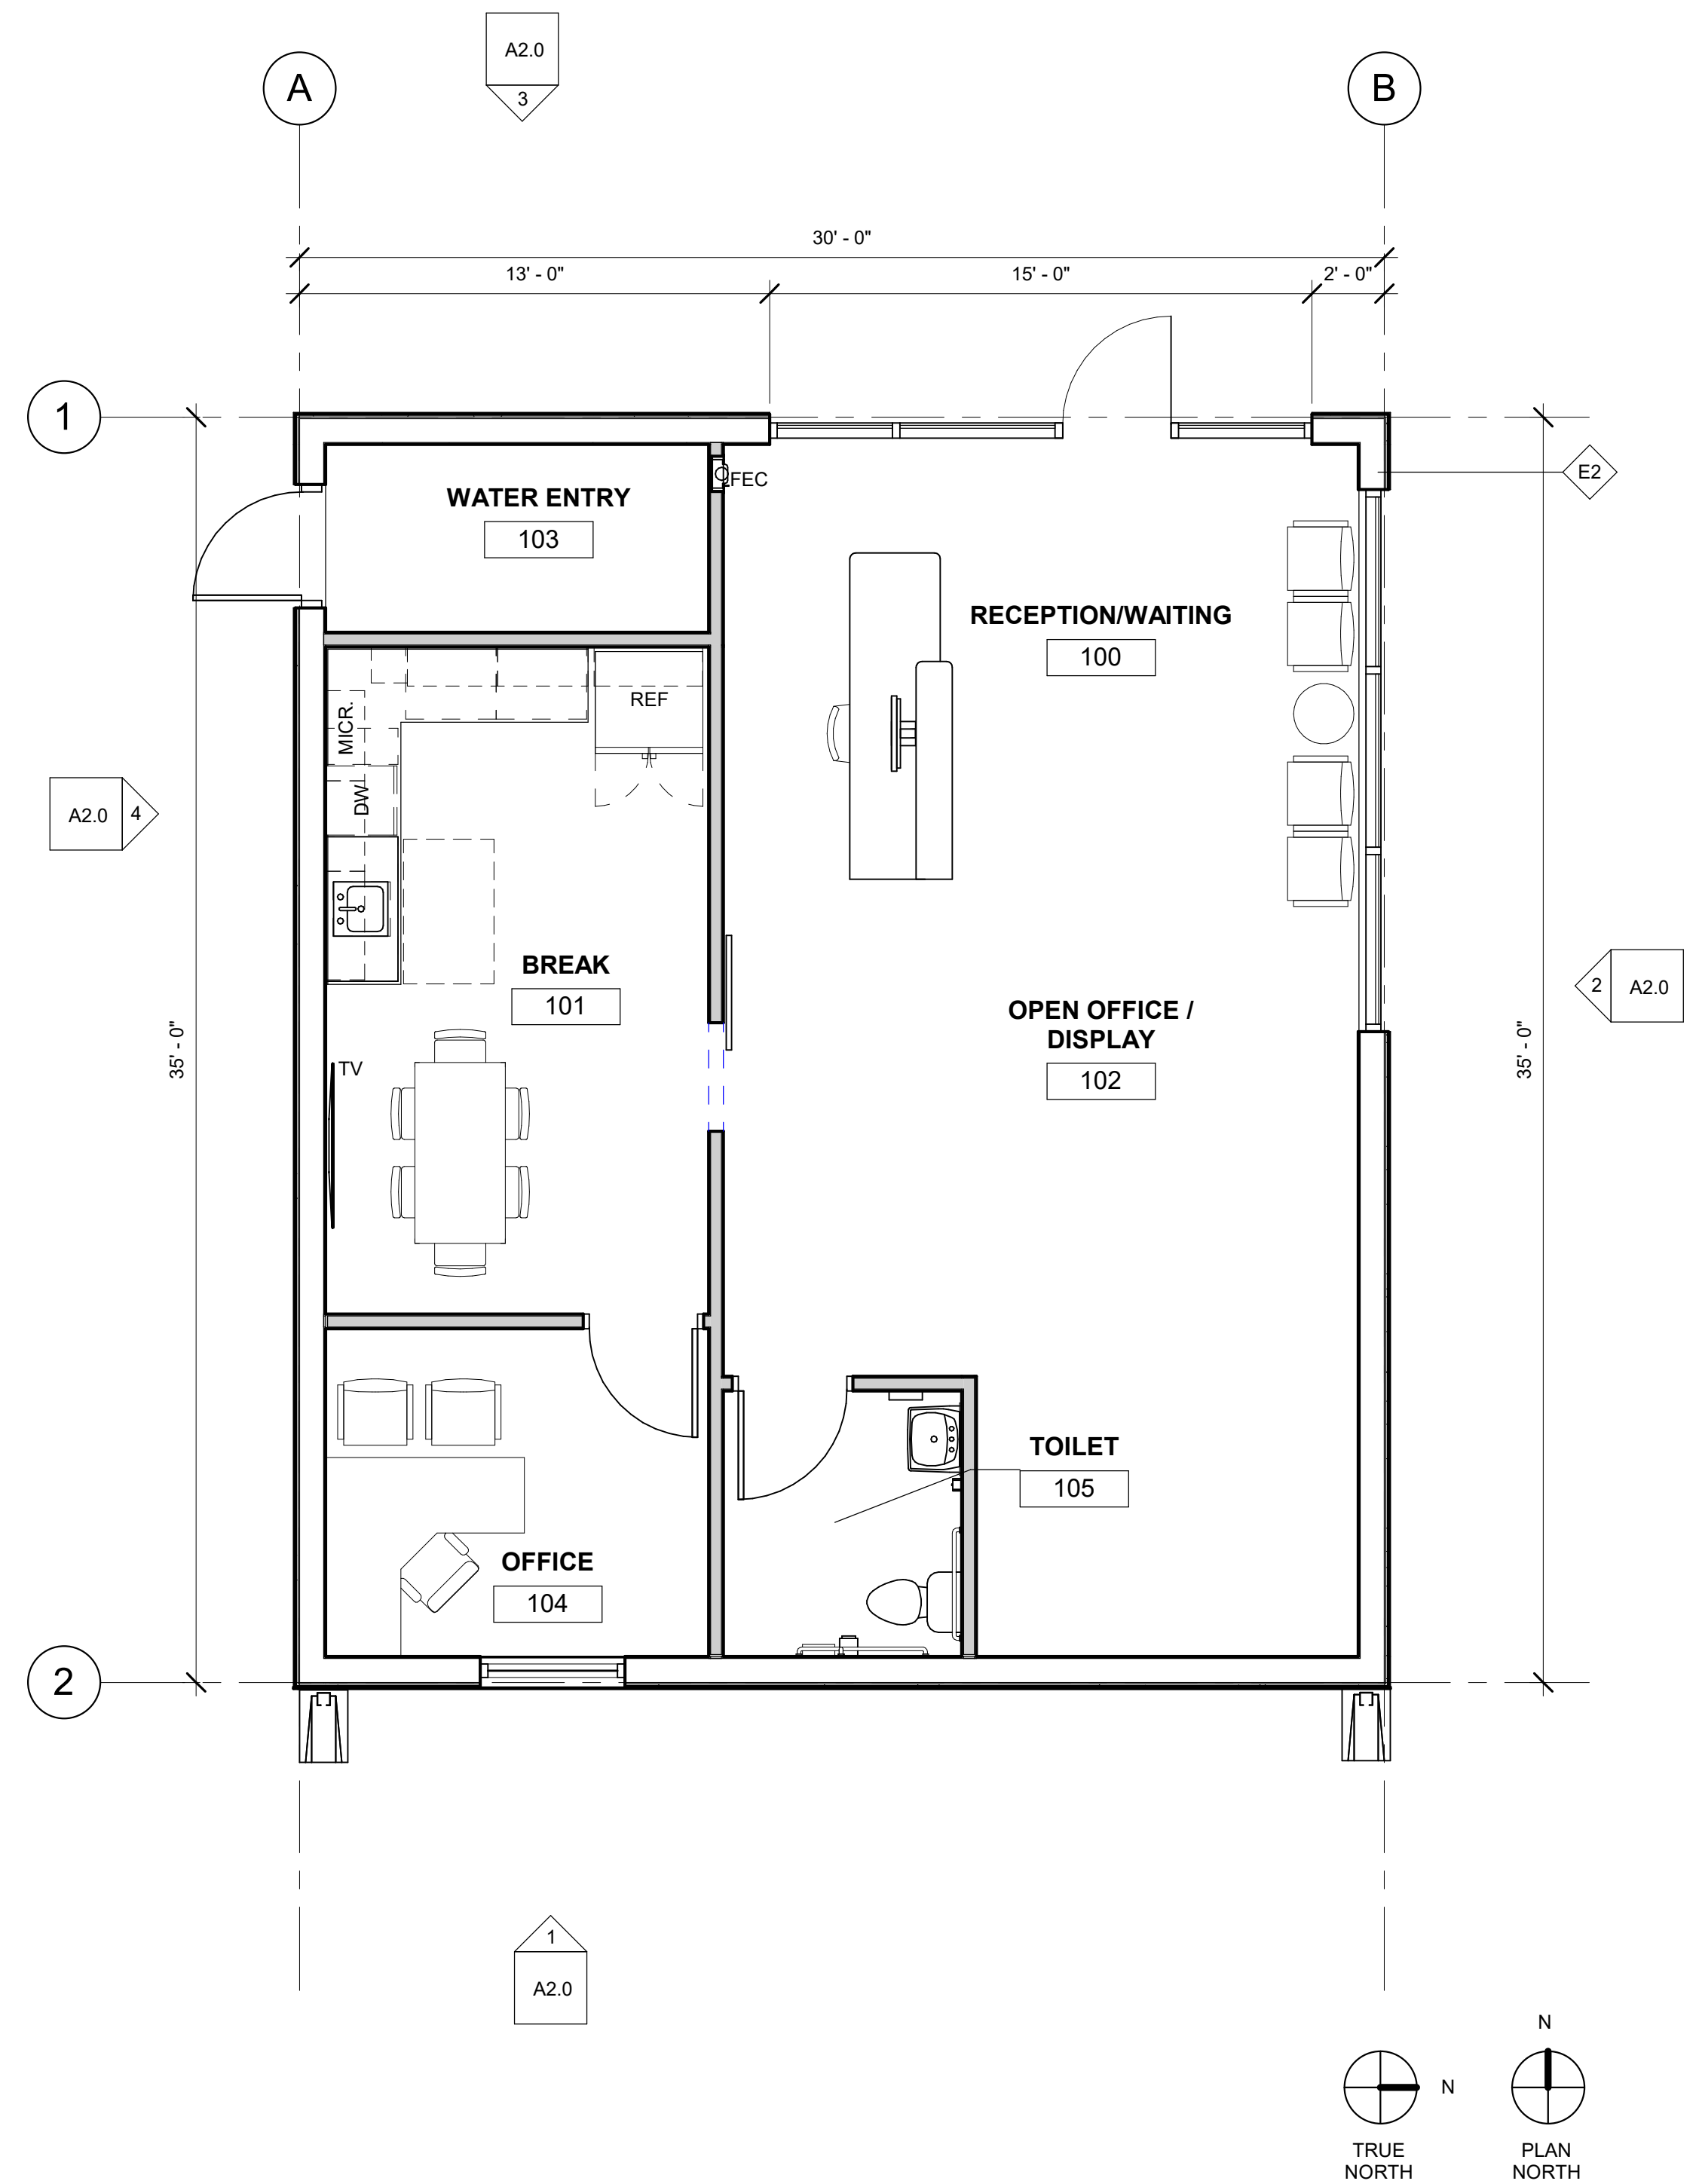 A2.0
3
A
B
30' - 0"
13' - 0"
15' - 0"
2' - 0"
1
E2
FEC
WATER ENTRY
103
RECEPTION/WAITING
100
REF
MICR.
DW
A2.0
4
BREAK
101
OPEN OFFICE /
DISPLAY
102
2
A2.0
35' - 0"
35' - 0"
TV
TOILET
105
OFFICE
104
2
1
A2.0
N
N
TRUE
NORTH
PLAN
NORTH